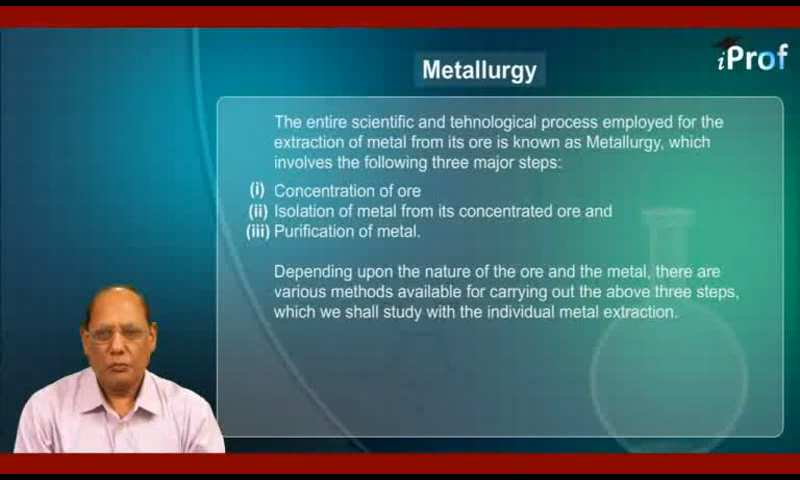 iProf
Metallurgy
The entire scientific and tehnological process employed for the
extraction of metal from its ore is known as Metallurgy, which
involves the following three major steps:
(i) Concentration of ore
(ii) Isolation of metal from its concentrated ore and
(iii) Purification of metal.
Depending upon the nature of the ore and the metal, there are
various methods available for carrying out the above three steps,
which we shall study with the individual metal extraction.